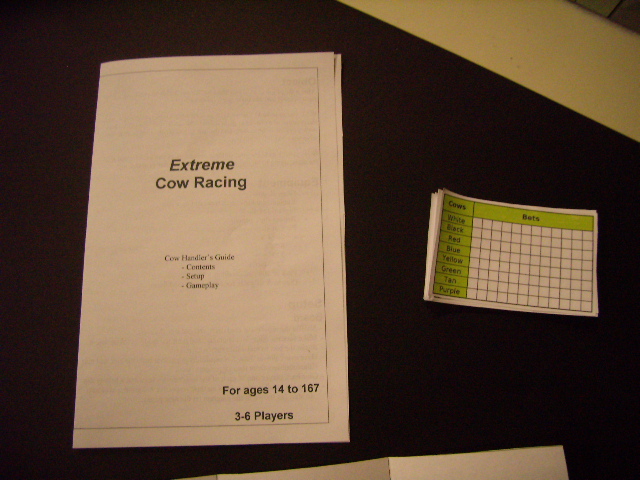 Extreme
Cow Racing
Cow Handler's Guide
- Contents
- Setup
- Gameplay
For ages 14 to 167
3-6 Players
Cows Bets
White
Black
Red
Blue
Yellow
Green
Tan
Purple